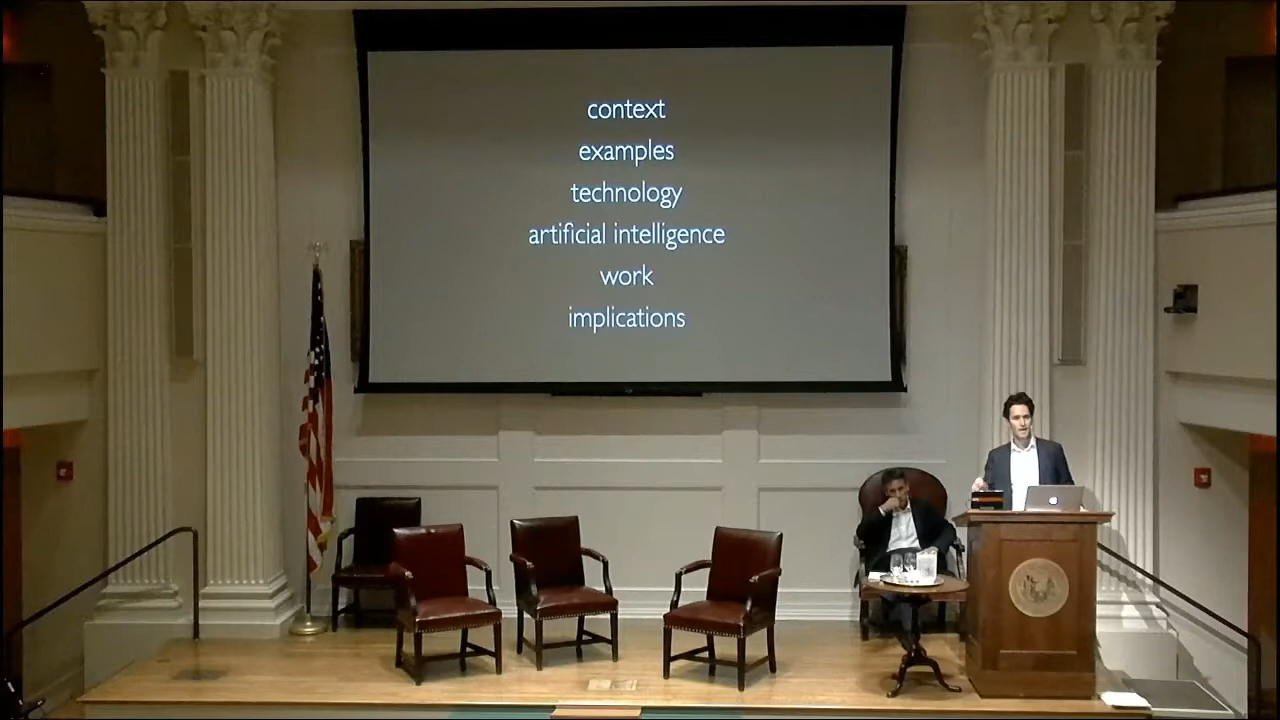 context
examples
technology
artificial intelligence
work
implications